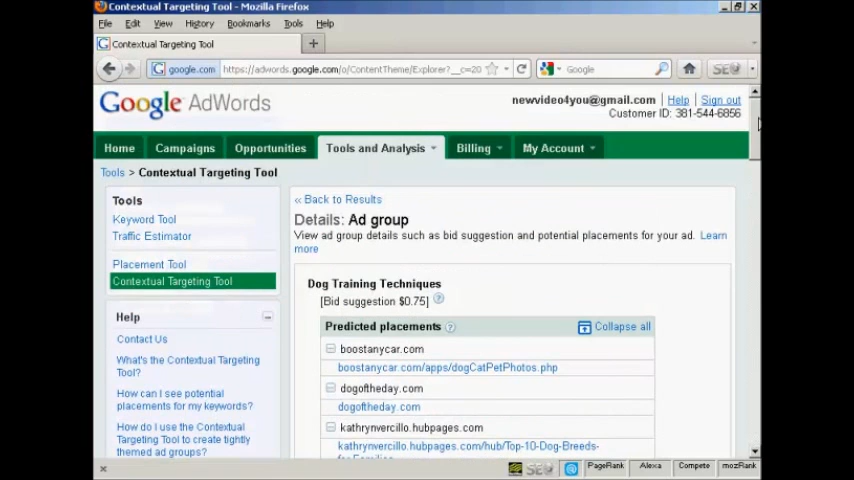 Contextual Targeting Tool - Mozilla Firefox
File Edit View History Bookmarks Tools Help
Contextual Targeting Tool
google.com https://adwords.google.com/o/ContentTheme/Explorer?__c=20 Google SEO
Google AdWords
newvideo4you@gmail.com Help Sign out
Customer ID: 381-544-6856
Home Campaigns Opportunities Tools and Analysis Billing My Account
Tools > Contextual Targeting Tool
Tools
Keyword Tool
Traffic Estimator
Placement Tool
Contextual Targeting Tool
Help
Contact Us
What's the Contextual Targeting
Tool?
How can I see potential
placements for my keywords?
How do I use the
Contextual Targeting
Tool to create tightly
themed ad groups?
« Back to Results
Details: Ad group
View ad group details such as bid suggestion and potential placements for your ad. Learn
more
Dog Training Techniques
[Bid suggestion $0.75]
Predicted placements Collapse all
boostanycar.com
boostanycar.com/apps/dogCatPetPhotos.php
dogoftheday.com
dogoftheday.com
kathrynvercillo.hubpages.com
kathrynvercillo.hubpages.com/hub/Top-10-Dog-Breeds-
for-Families
SEO PageRank Alexa Compete mozRank